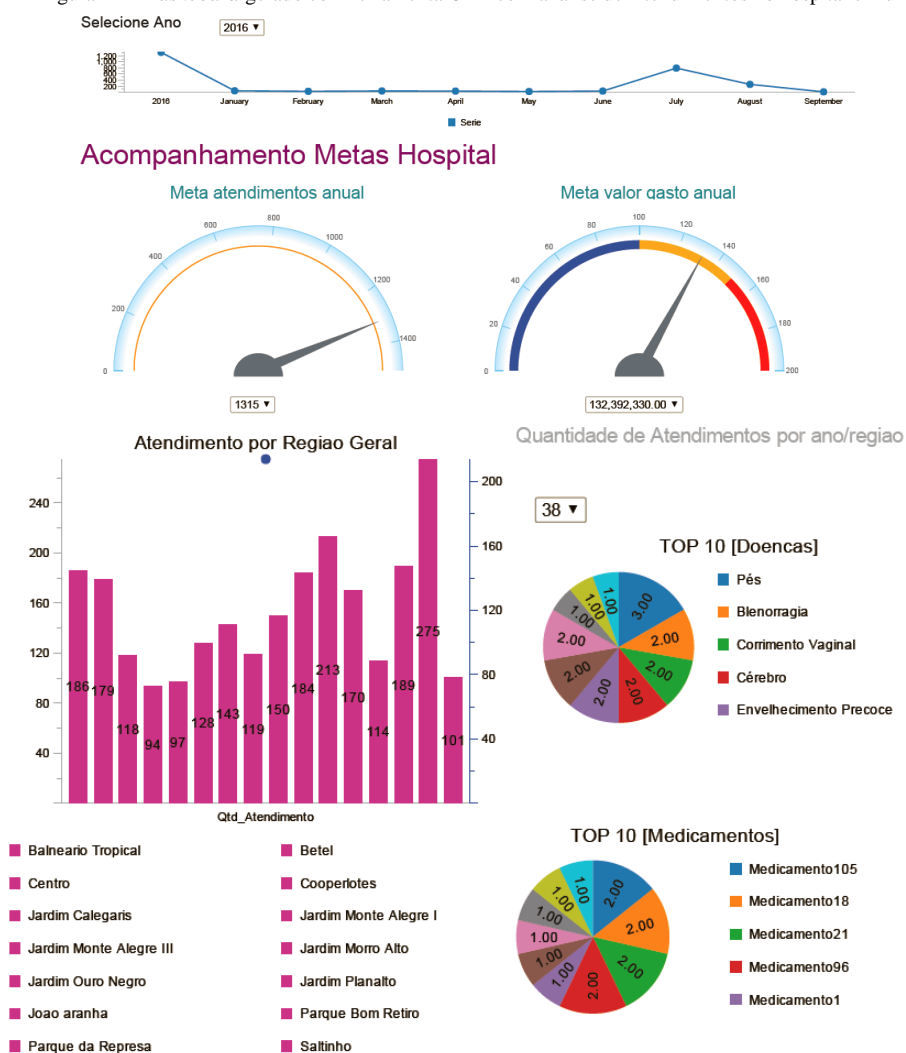 Selecione Ano 2016 ▼
1,200
1,000
800
600
400
200
2016 January February March April May June July August September
Serie
Acompanhamento Metas Hospital
Meta atendimentos anual
0 200 400 600 800 1000 1200 1400
1315 ▼
Meta valor gasto anual
0 20 40 60 80 100 120 140 160 180 200
132,392,330.00 ▼
Atendimento por Regiao Geral
240
200
160
120
80
40
186 179 118 94 97 128 143 119 150 184 213 170 114 189 275 101
200
160
120
80
40
Qtd_Atendimento
Balneario Tropical Betel
Centro Cooperlotes
Jardim Calegaris Jardim Monte Alegre I
Jardim Monte Alegre III Jardim Morro Alto
Jardim Ouro Negro Jardim Planalto
Joao aranha Parque Bom Retiro
Parque da Represa Saltinho
Quantidade de Atendimentos por ano/regiao
38 ▼
TOP 10 [Doencas]
3.00 2.00 2.00 2.00 2.00 2.00 2.00 1.00 1.00 1.00
Pés
Blenorragia
Corrimento Vaginal
Cérebro
Envelhecimento Precoce
TOP 10 [Medicamentos]
2.00 2.00 2.00 2.00 1.00 1.00 1.00 1.00 1.00 1.00
Medicamento105
Medicamento18
Medicamento21
Medicamento96
Medicamento1